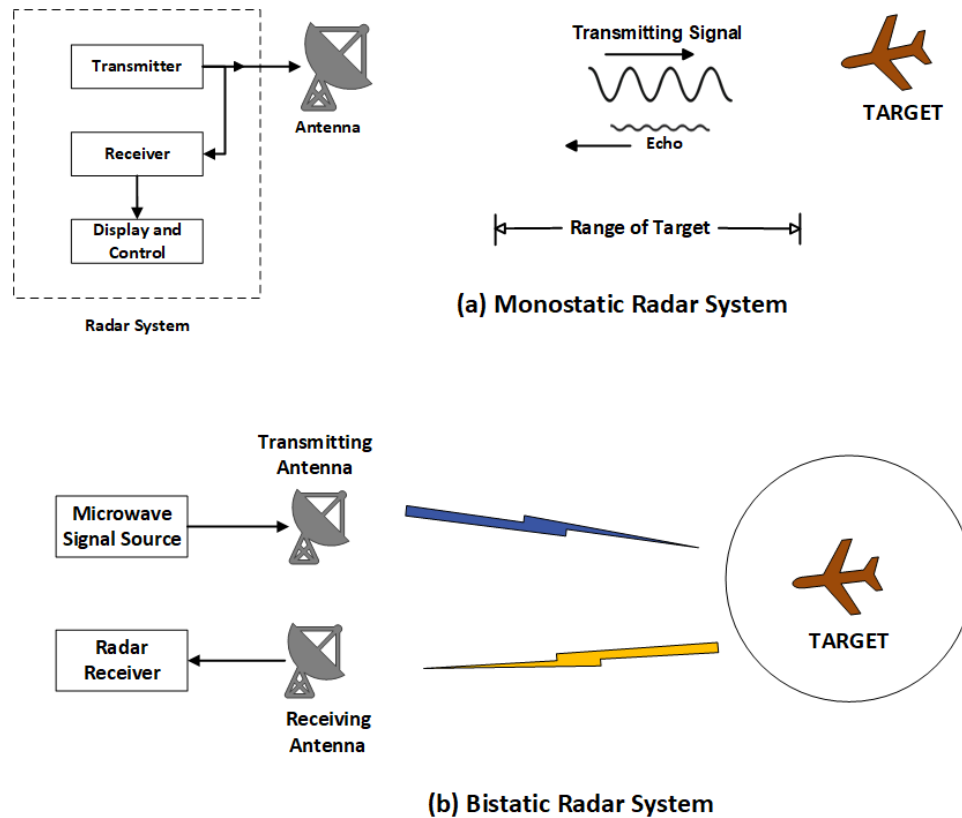 Transmitter
Antenna
Receiver
Display and
Control
Radar System
Transmitting Signal
Echo
TARGET
Range of Target
(a) Monostatic Radar System
Transmitting
Antenna
Microwave
Signal Source
Radar
Receiver
Receiving
Antenna
TARGET
(b) Bistatic Radar System